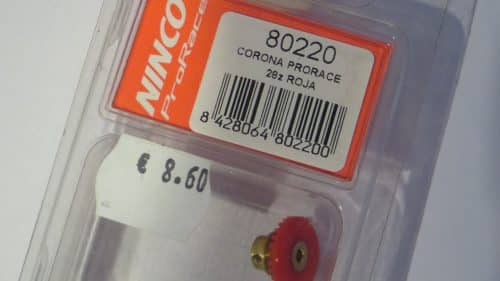 NINCO
ProRace
80220
CORONA PRORACE
28z ROJA
8 428064 802200
€ 8.60